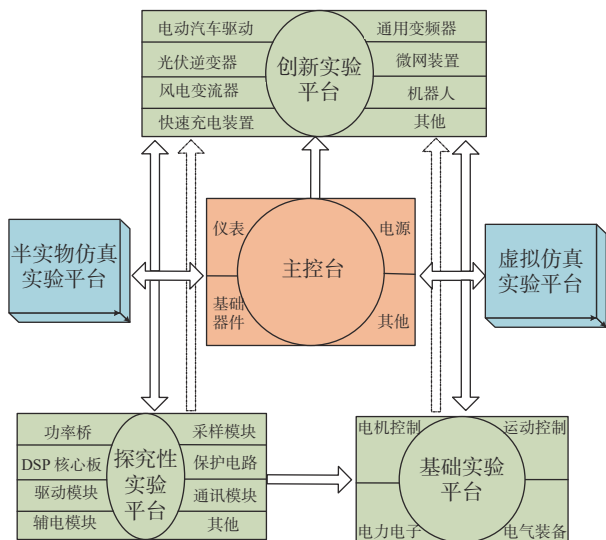 电动汽车驱动
通用变频器
光伏逆变器
创新实验
平台
微网装置
风电变流器
机器人
快速充电装置
其他
仪表
电源
主控台
基础
器件
其他
半实物仿真
实验平台
虚拟仿真
实验平台
功率桥
采样模块
DSP 核心板
探究性
实验
平台
保护电路
驱动模块
通讯模块
辅电模块
其他
电机控制
运动控制
基础实验
平台
电力电子
电气装备